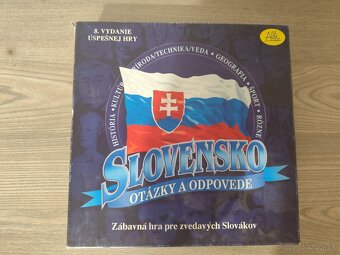 8. VYDANIE
ÚSPEŠNEJ HRY
Albi
HISTÓRIA • KULTÚRA • PRÍRODA/TECHNIKA/VEDA • GEOGRAFIA • ŠPORT • RÔZNE
SLOVENSKO
OTÁZKY A ODPOVEDE
Zábavná hra pre zvedavých Slovákov